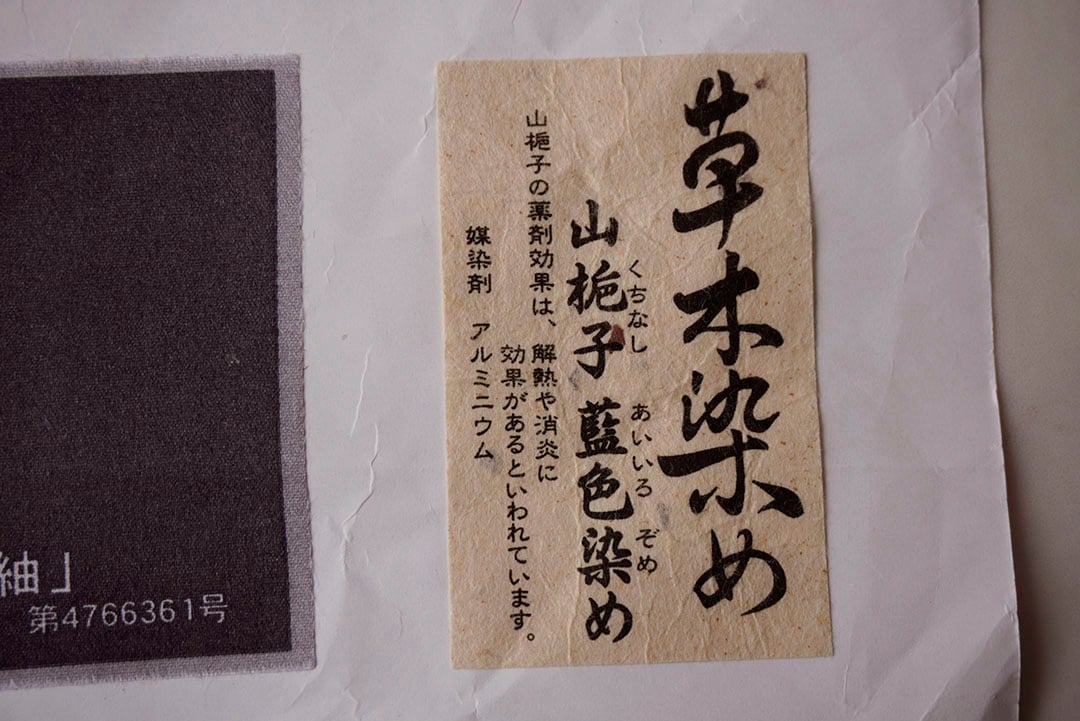 草木染め
山梔子 藍色染め
くちなし あいいろ ぞめ
山梔子の薬剤効果は、解熱や消炎に
効果があるといわれています。
媒染剤 アルミニウム
紬」
第4766361号